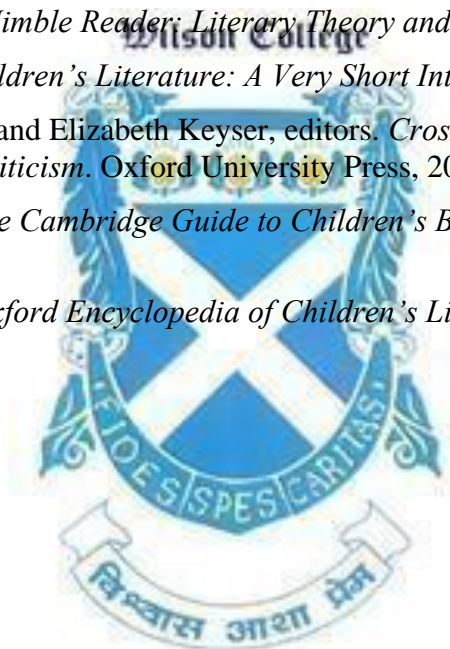 Nimble Reader: Literary Theory and
Wilson College
ldren’s Literature: A Very Short Int
and Elizabeth Keyser, editors. Cros
iticism. Oxford University Press, 20
e Cambridge Guide to Children’s B
xford Encyclopedia of Children’s Li
FIDES SPES CARITAS
विश्वास आशा प्रेम